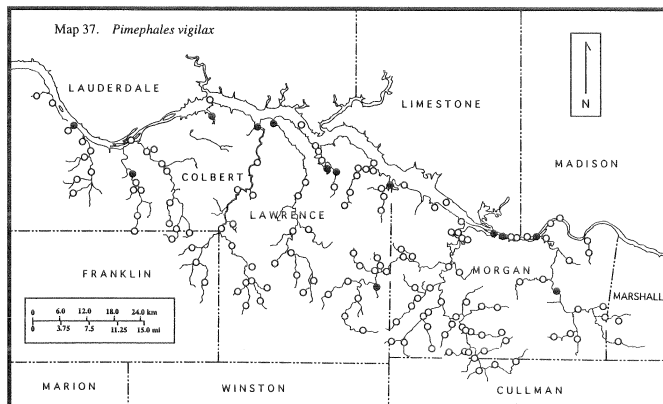 Map 37. Pimephales vigilax
LAUDERDALE
LIMESTONE
N
MADISON
COLBERT
LAWRENCE
FRANKLIN
MORGAN
MARSHALL
0 6.0 12.0 18.0 24.0 km
0 3.75 7.5 11.25 15.0 mi
MARION
WINSTON
CULLMAN